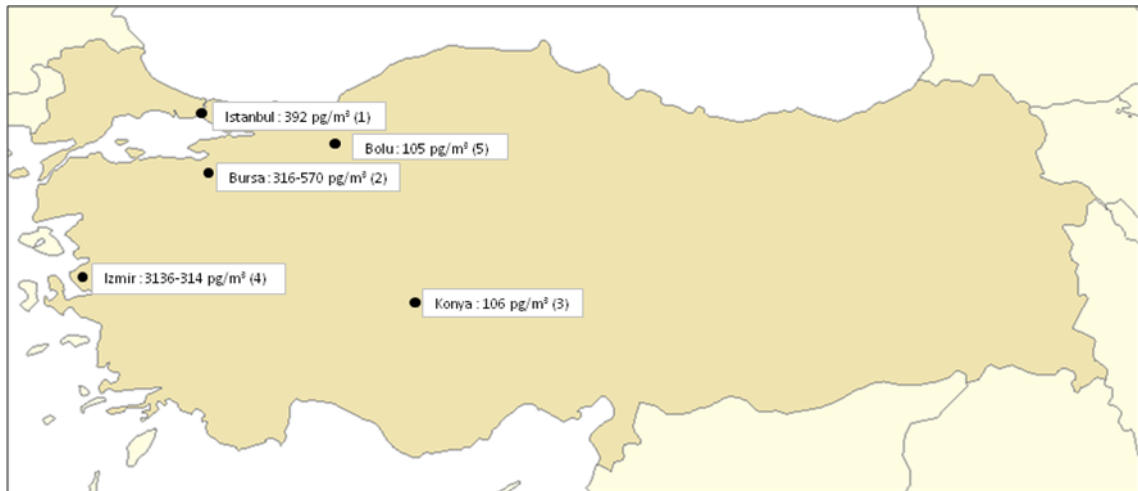 Istanbul : 392 pg/m³ (1)
Bolu : 105 pg/m³ (5)
Bursa : 316-570 pg/m³ (2)
Izmir : 3136-314 pg/m³ (4)
Konya : 106 pg/m³ (3)